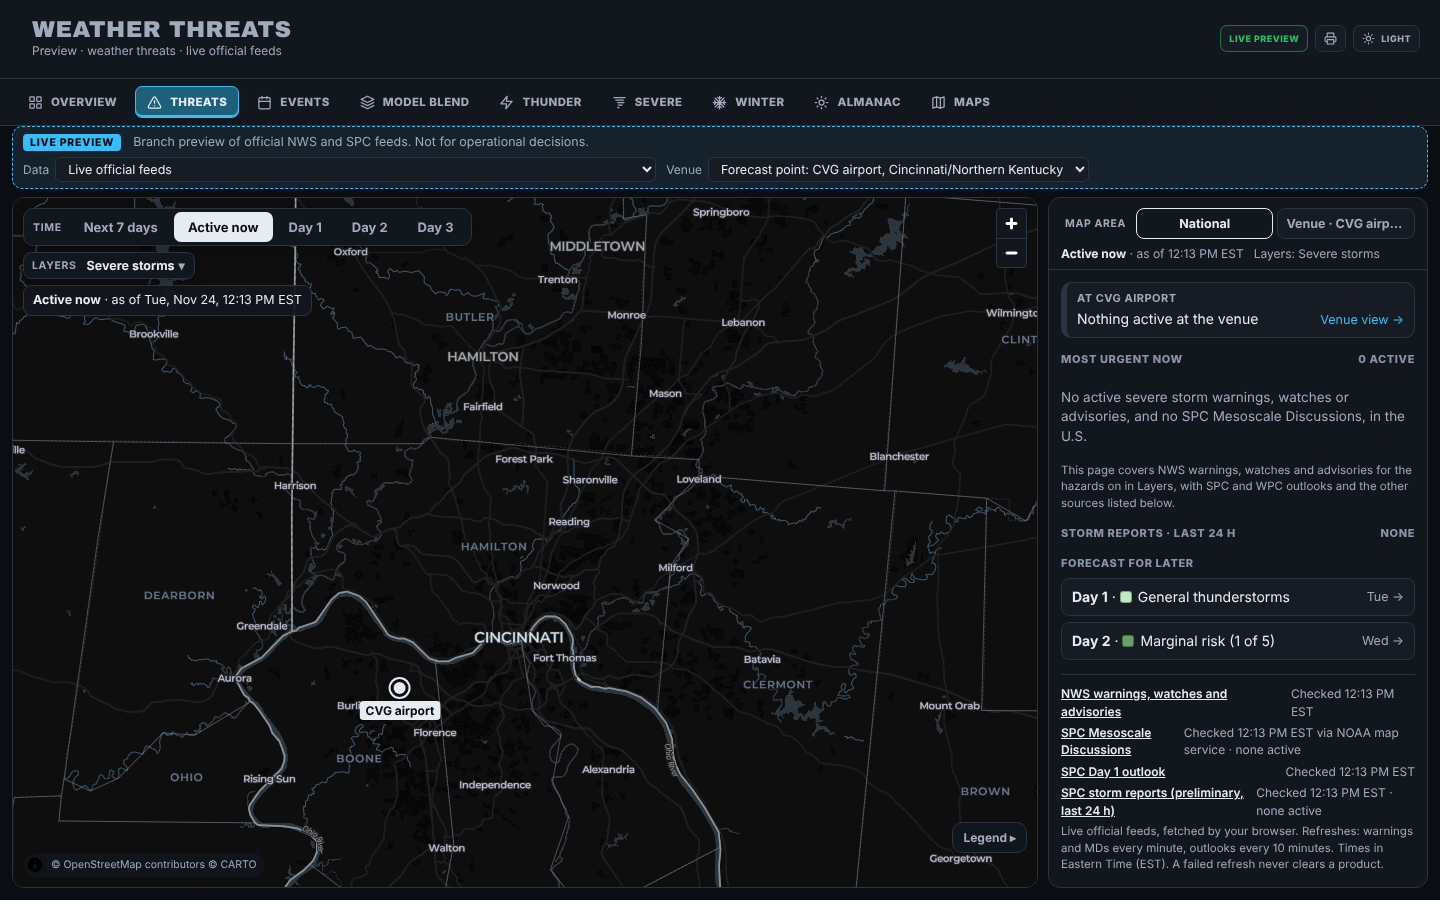 WEATHER THREATS
Preview · weather threats · live official feeds
LIVE PREVIEW
LIGHT
OVERVIEW
THREATS
EVENTS
MODEL BLEND
THUNDER
SEVERE
WINTER
ALMANAC
MAPS
LIVE PREVIEW Branch preview of official NWS and SPC feeds. Not for operational decisions.
Data Live official feeds Venue Forecast point: CVG airport, Cincinnati/Northern Kentucky
TIME Next 7 days Active now Day 1 Day 2 Day 3
LAYERS Severe storms ▾
Active now · as of Tue, Nov 24, 12:13 PM EST
+
−
Springboro
MIDDLETOWN
Oxford
Trenton
BUTLER
Monroe
Lebanon
Wilmingto
Brookville
CLINT
HAMILTON
Mason
Fairfield
lle
Forest Park
Blanchester
Harrison
Sharonville
Loveland
Reading
HAMILTON
Milford
Norwood
DEARBORN
Greendale
CINCINNATI
Fort Thomas
Batavia
Aurora
CLERMONT
Burli
CVG airport
Mount Orab
Florence
BOONE
Ohio River
Alexandria
OHIO
Rising Sun
Independence
BROWN
Ohio River
Walton
Legend ▸
Georgetown
© OpenStreetMap contributors © CARTO
MAP AREA National Venue · CVG airp...
Active now · as of 12:13 PM EST Layers: Severe storms
AT CVG AIRPORT
Nothing active at the venue Venue view →
MOST URGENT NOW 0 ACTIVE
No active severe storm warnings, watches or
advisories, and no SPC Mesoscale Discussions, in the
U.S.
This page covers NWS warnings, watches and advisories for the
hazards on in Layers, with SPC and WPC outlooks and the other
sources listed below.
STORM REPORTS · LAST 24 H NONE
FORECAST FOR LATER
Day 1 · General thunderstorms Tue →
Day 2 · Marginal risk (1 of 5) Wed →
NWS warnings, watches and Checked 12:13 PM
advisories EST
SPC Mesoscale Checked 12:13 PM EST via NOAA map
Discussions service · none active
SPC Day 1 outlook Checked 12:13 PM EST
SPC storm reports (preliminary, Checked 12:13 PM EST ·
last 24 h) none active
Live official feeds, fetched by your browser. Refreshes: warnings
and MDs every minute, outlooks every 10 minutes. Times in
Eastern Time (EST). A failed refresh never clears a product.